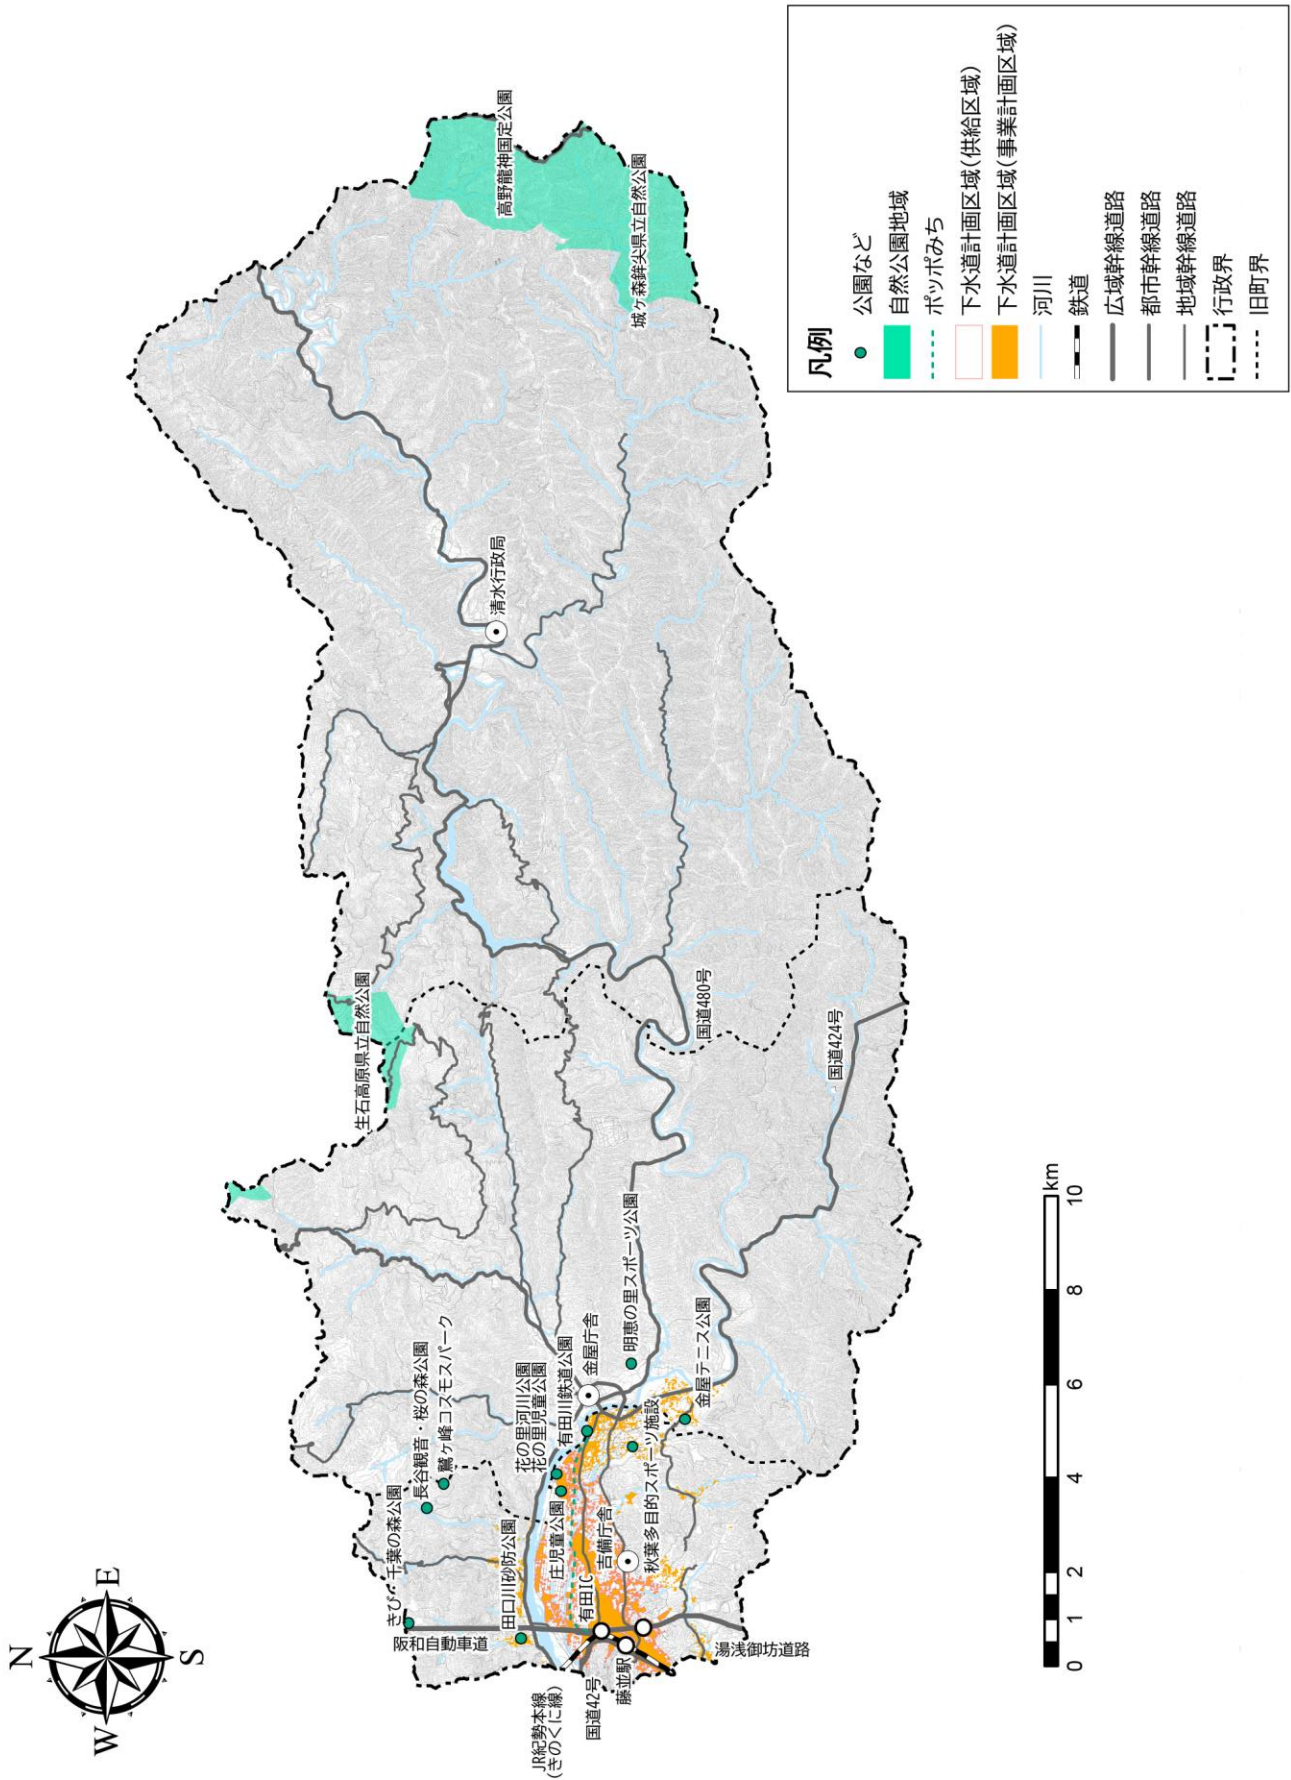 N
W
E
S
高野龍神国定公園
城ヶ森鉾尖県立自然公園
清水行政局
生石高原県立自然公園
国道480号
国道424号
きび・千葉の森公園
長谷観音・桜の森公園
鷲ヶ峰コスモスパーク
阪和自動車道
田口川砂防公園
花の里河川公園
花の里児童公園
有田川鉄道公園
庄児童公園
金屋庁舎
明恵の里スポーツ公園
金屋テニス公園
有田IC
吉備庁舎
秋葉多目的スポーツ施設
JR紀勢本線
(きのくに線)
国道42号
藤並駅
湯浅御坊道路
0 1 2 4 6 8 10
km
凡例
公園など
自然公園地域
ポッポみち
下水道計画区域(供給区域)
下水道計画区域(事業計画区域)
河川
鉄道
広域幹線道路
都市幹線道路
地域幹線道路
行政界
旧町界